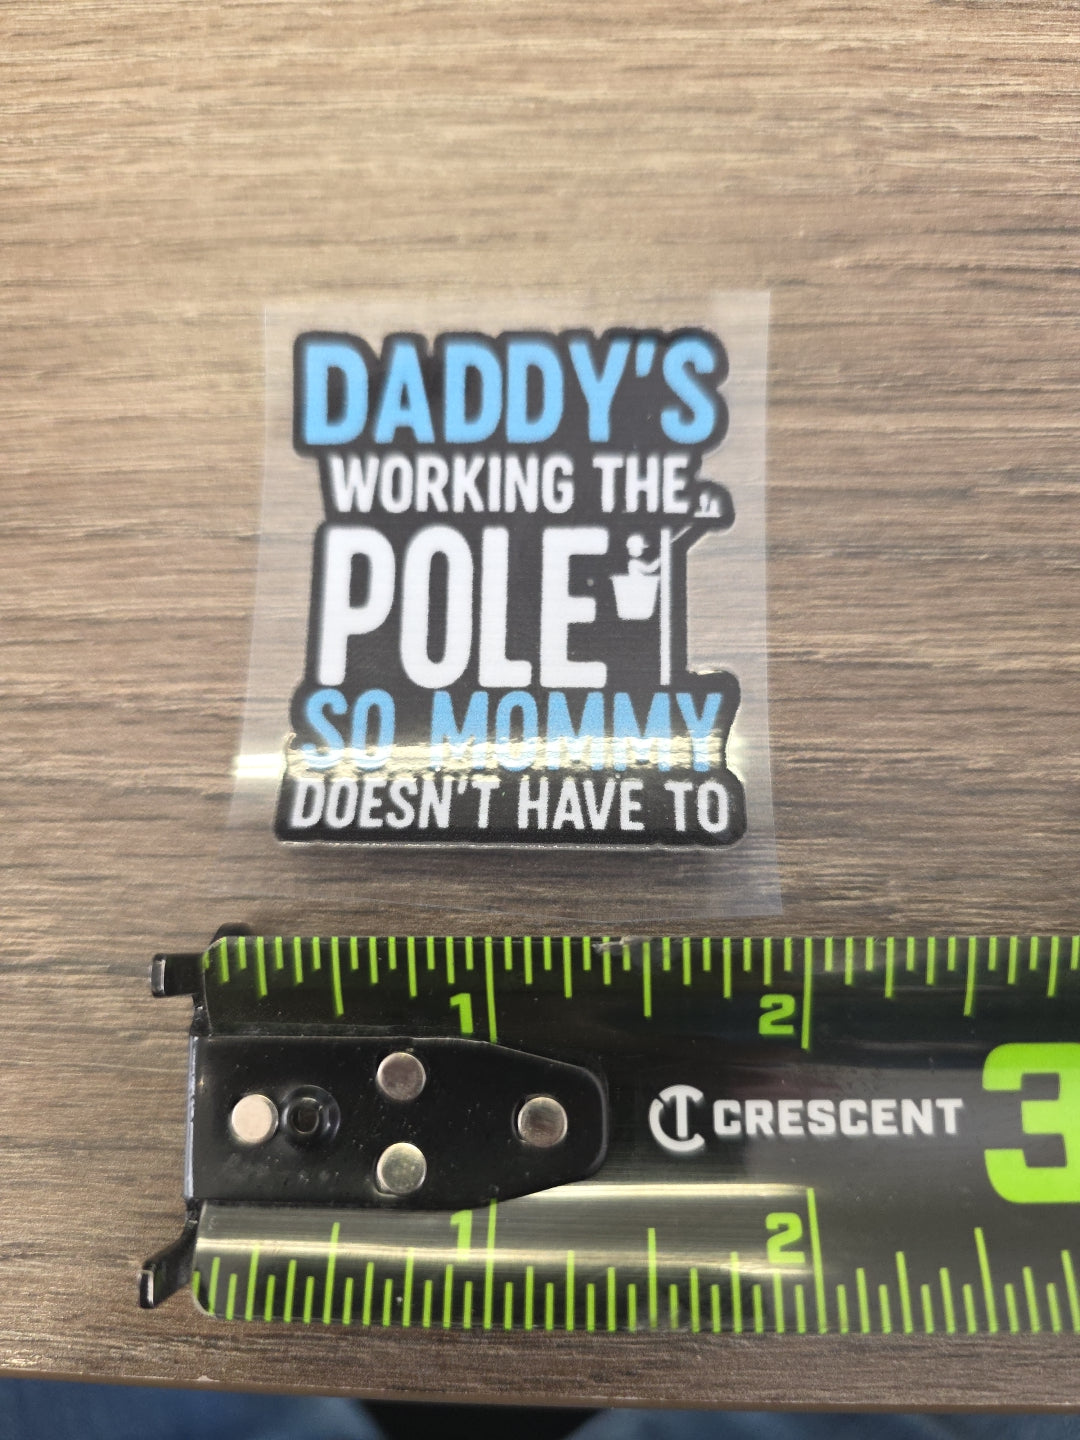 DADDY'S
WORKING THE
POLE
SO MOMMY
DOESN'T HAVE TO
1 2
CRESCENT 3
1 2